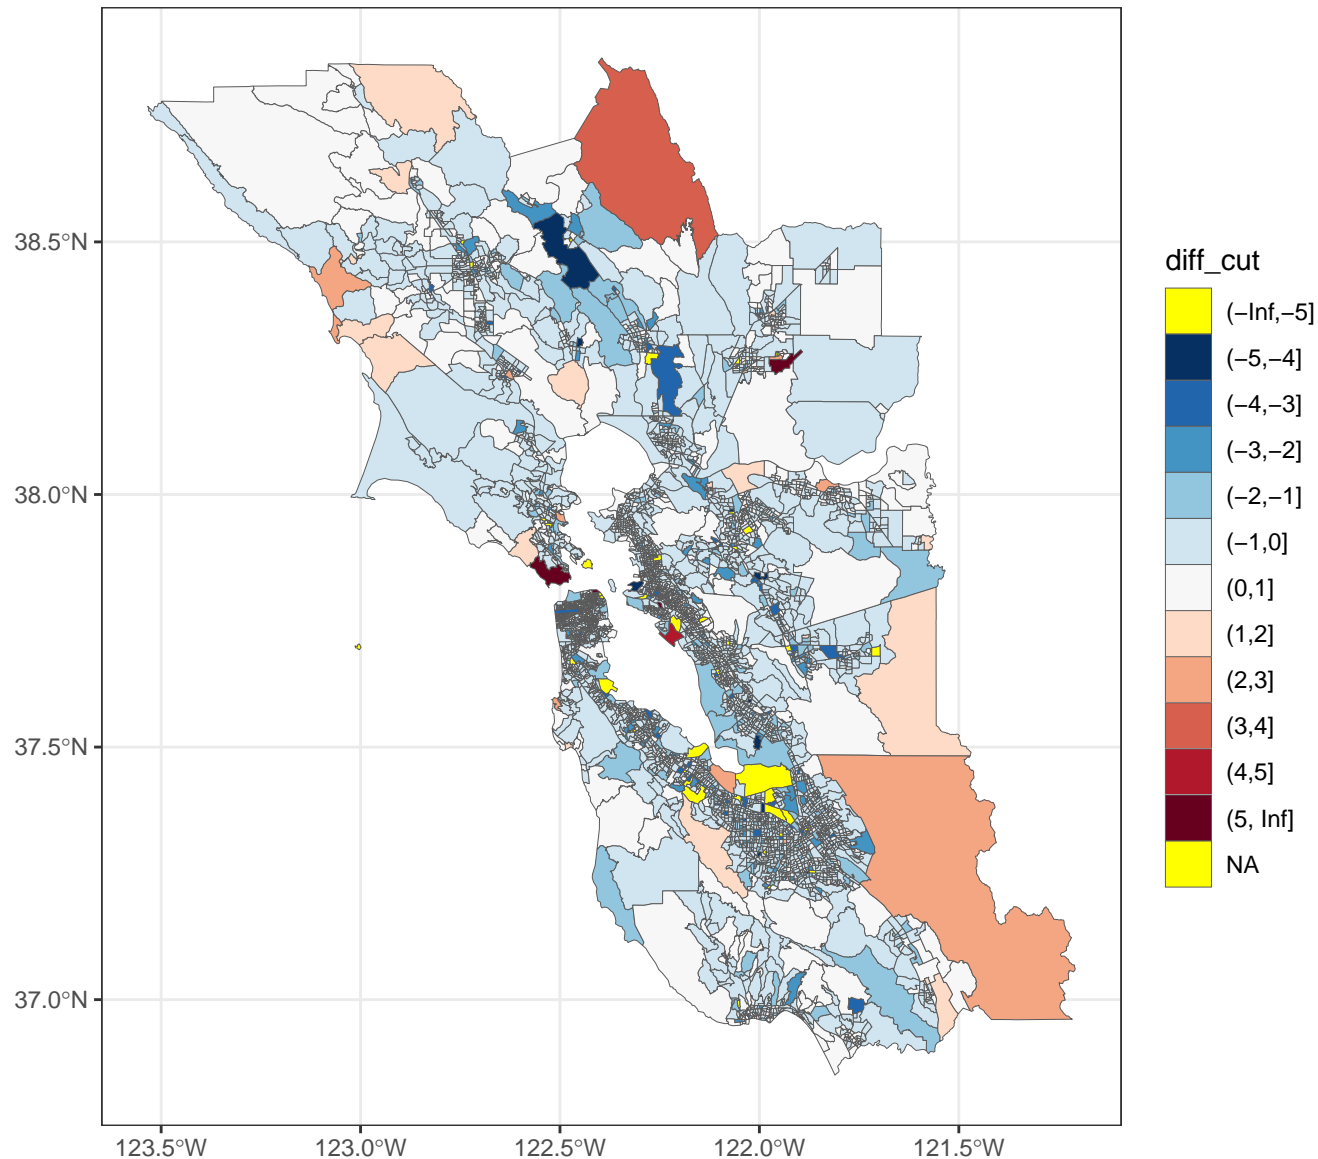 38.5°N
38.0°N
37.5°N
37.0°N
123.5°W
123.0°W
122.5°W
122.0°W
121.5°W
diff_cut
(−Inf,−5]
(−5,−4]
(−4,−3]
(−3,−2]
(−2,−1]
(−1,0]
(0,1]
(1,2]
(2,3]
(3,4]
(4,5]
(5, Inf]
NA